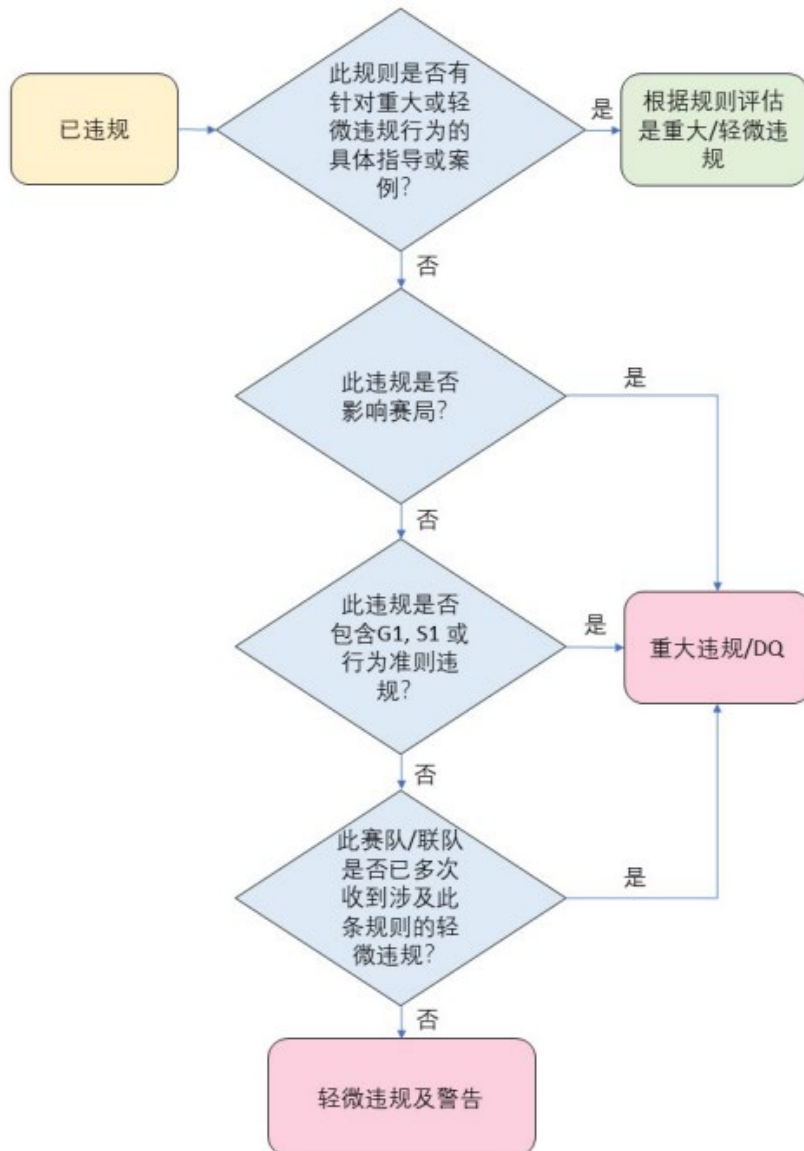 已违规
此规则是否有
针对重大或轻
微违规行为的
具体指导或案
例？
是
根据规则评估
是重大/轻微违
规
否
此违规是否
影响赛局？
是
否
此违规是否
包含G1, S1 或
行为准则违
规？
是
重大违规/DQ
否
此赛队/联队
是否已多次
收到涉及此
条规则的轻
微违规？
是
否
轻微违规及警告